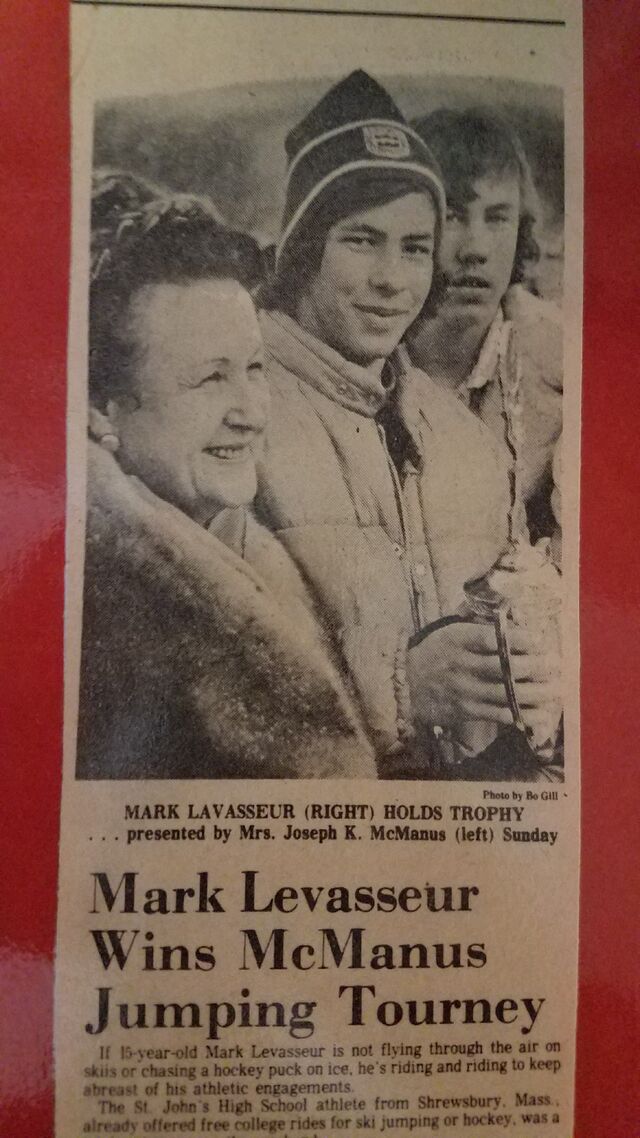 Photo by Bo Gill
MARK LAVASSEUR (RIGHT) HOLDS TROPHY
. . . presented by Mrs. Joseph K. McManus (left) Sunday
Mark Levasseur
Wins McManus
Jumping Tourney
If 15-year-old Mark Levasseur is not flying through the air on
skiis or chasing a hockey puck on ice, he's riding and riding to keep
abreast of his athletic engagements.
The St. John's High School athlete from Shrewsbury, Mass.,
already offered free college rides for ski jumping or hockey, was a